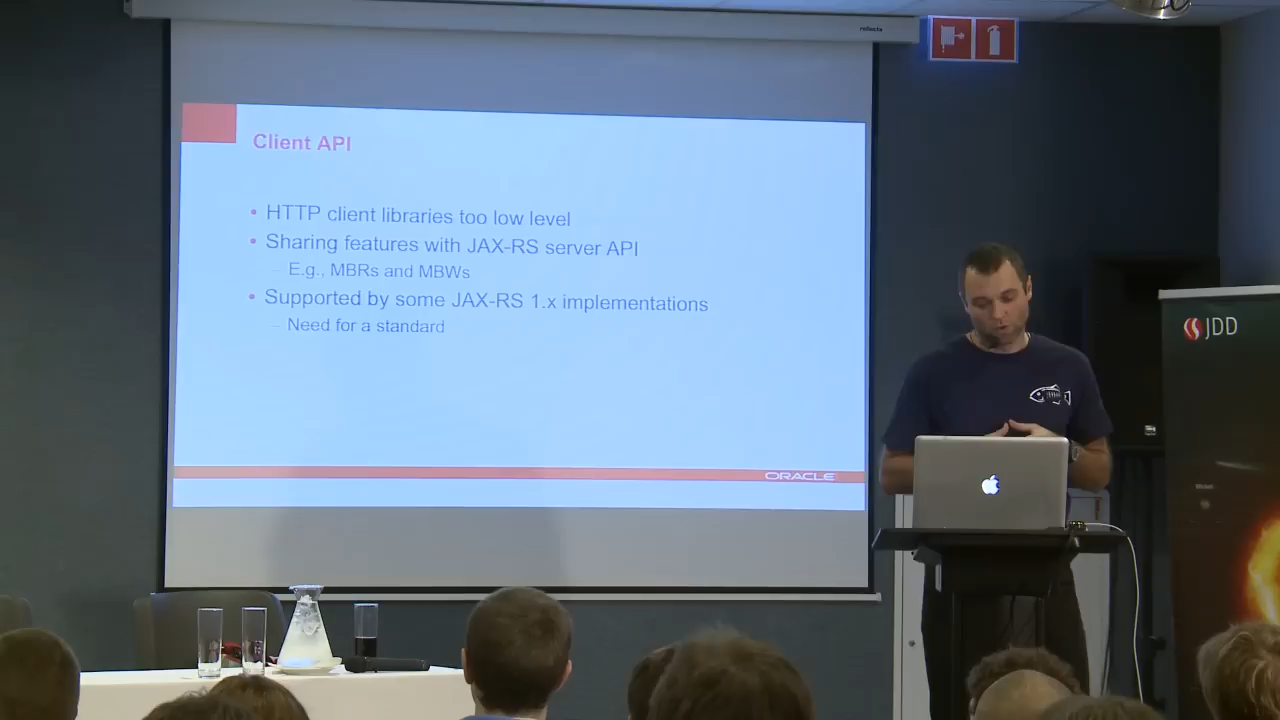 reflecta
Client API
• HTTP client libraries too low level
• Sharing features with JAX-RS server API
– E.g., MBRs and MBWs
• Supported by some JAX-RS 1.x implementations
– Need for a standard
ORACLE
JDD